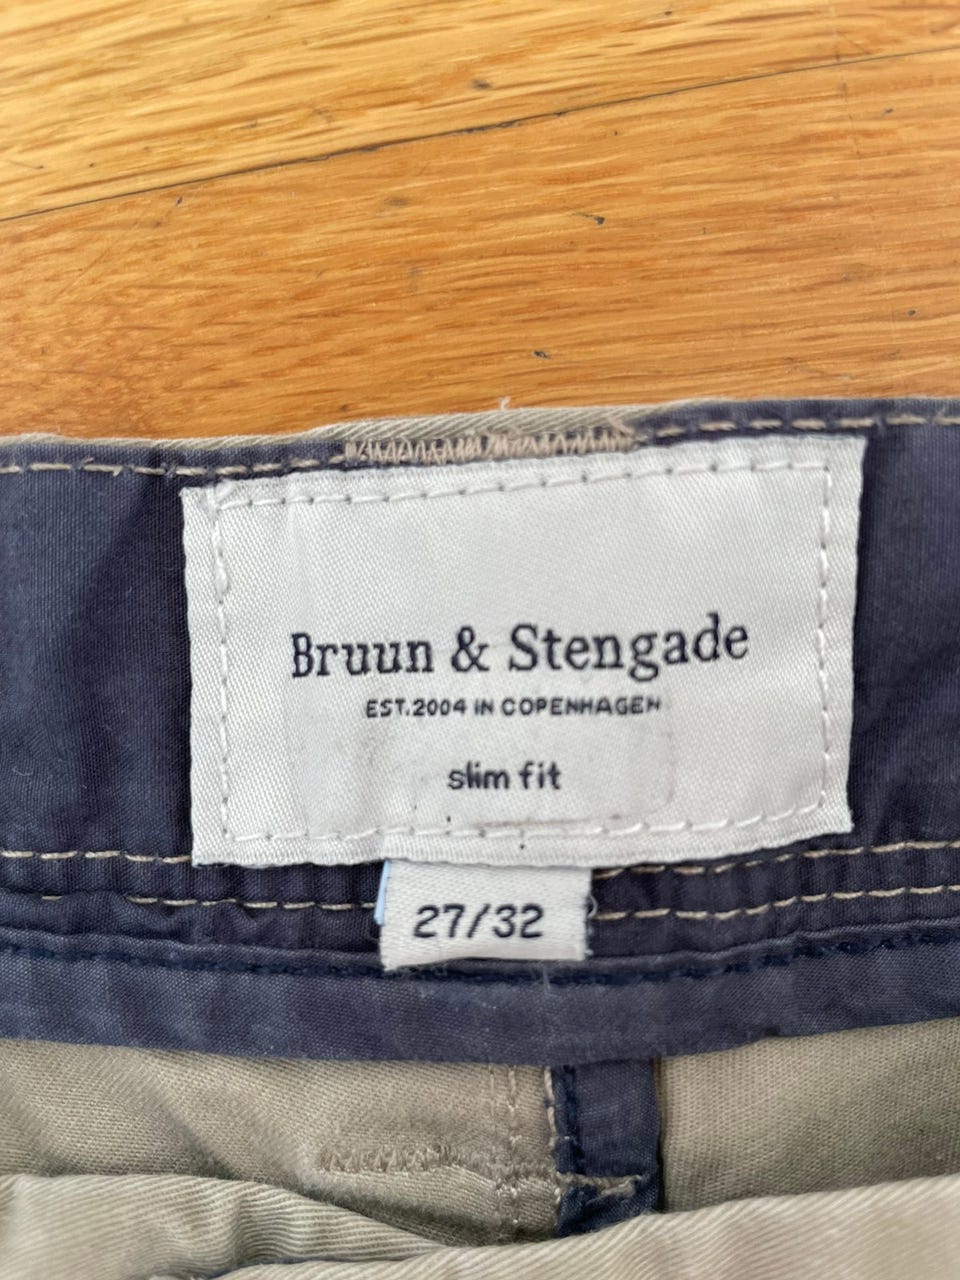 Bruun & Stengade
EST.2004 IN COPENHAGEN
slim fit
27/32